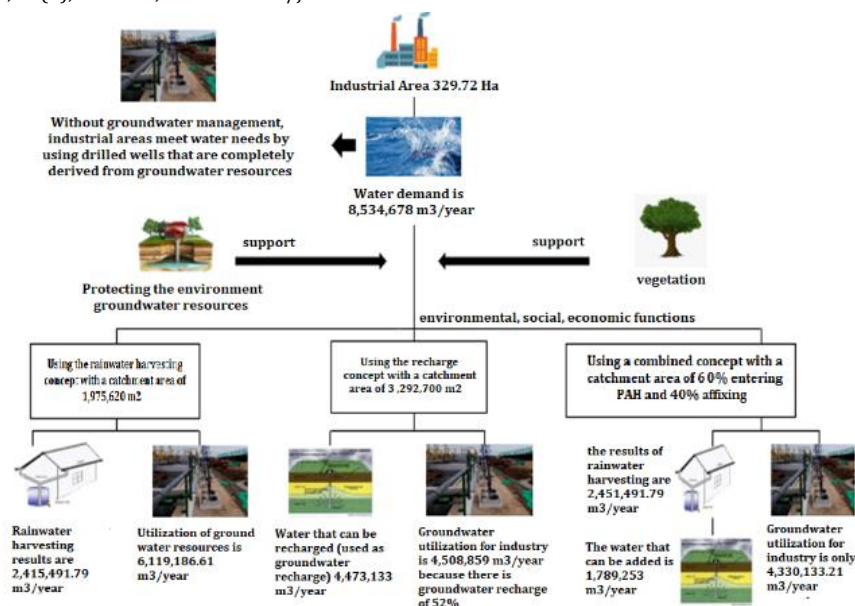 Industrial Area 329.72 Ha
Without groundwater management,
industrial areas meet water needs by
using drilled wells that are completely
derived from groundwater resources
Water demand is
8,534,678 m3/year
support
support
Protecting the environment
groundwater resources
vegetation
environmental, social, economic functions
Using the rainwater harvesting
concept with a catchment area of
1,975,620 m2
Using the recharge
concept with a catchment
area of 3 ,292,700 m2
Using a combined concept with a
catchment area of 60% entering
PAH and 40% affixing
Rainwater
harvesting
results are
2,415,491.79
m3/year
Utilization of ground
water resources is
6,119,186.61
m3/year
Water that can be
recharged (used as
groundwater
recharge) 4,473,133
m3/year
Groundwater
utilization for industry
is 4,508,859 m3/year
because there is
groundwater recharge
of 52%
the results of
rainwater
harvesting are
2,451,491.79
m3/year
The water that
can be added is
1,789,253
m3/year
Groundwater
utilization for
industry is only
4,330,133.21
m3/year